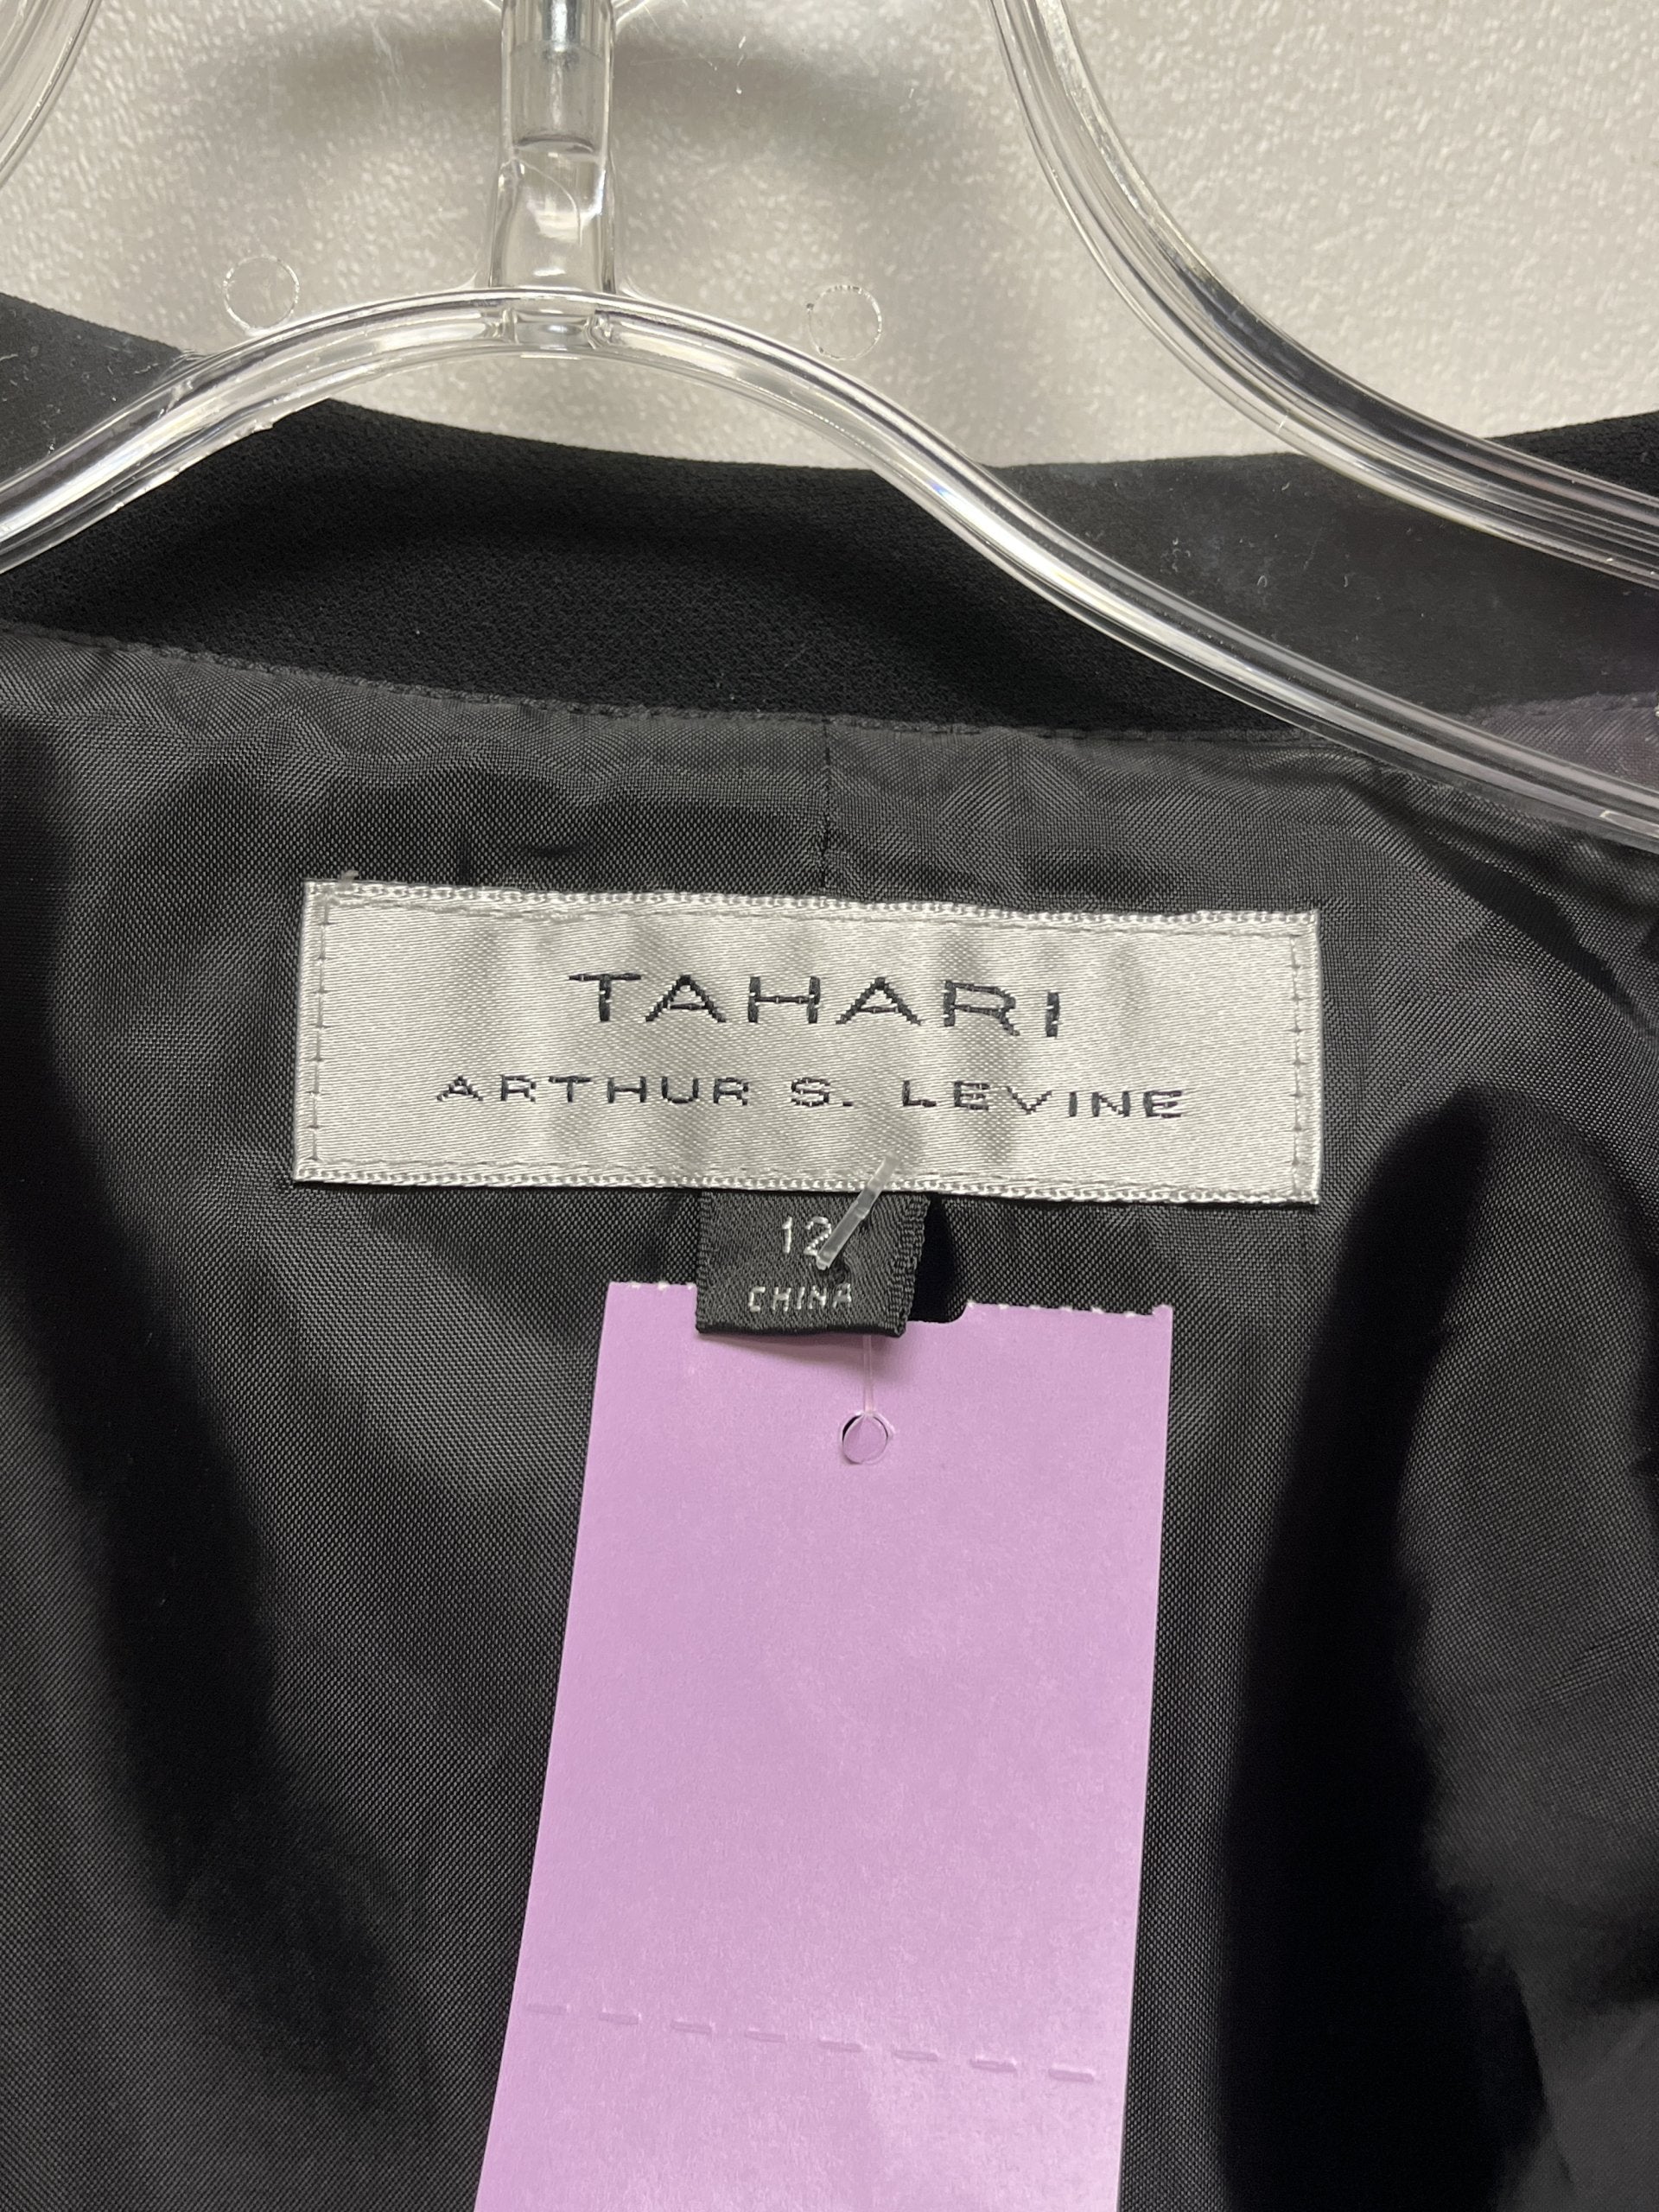 TAHARI
ARTHUR S. LEVINE
12
CHINA